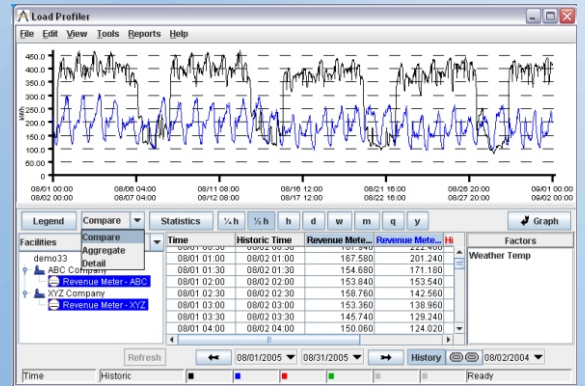 Load Profiler
File Edit View Tools Reports Help
450.0
400.0
350.0
300.0
250.0
200.0
150.0
100.0
50.00
0
kWh
08/01 00:00 08/06 04:00 08/11 08:00 08/16 12:00 08/21 16:00 08/26 20:00 09/01 00:00
08/02 00:00 08/07 04:00 08/12 08:00 08/17 12:00 08/22 16:00 08/27 20:00 09/02 00:00
Legend Compare Statistics ¼ h ½ h h d w m q y Graph
Compare
Aggregate
Detail
Facilities
demo33
ABC Company
Revenue Meter - ABC
XYZ Company
Revenue Meter - XYZ
Time Historic Time Revenue Mete... Revenue Mete... Hi
08/01 00:30 08/02 00:30
08/01 01:00 08/02 01:00 167.580 201.240
08/01 01:30 08/02 01:30 154.680 171.180
08/01 02:00 08/02 02:00 153.840 153.540
08/01 02:30 08/02 02:30 158.760 142.560
08/01 03:00 08/02 03:00 153.360 138.960
08/01 03:30 08/02 03:30 145.740 129.240
08/01 04:00 08/02 04:00 150.060 124.020
Factors
Weather Temp
Refresh 08/01/2005 08/31/2005 History 08/02/2004
Time Historic Ready